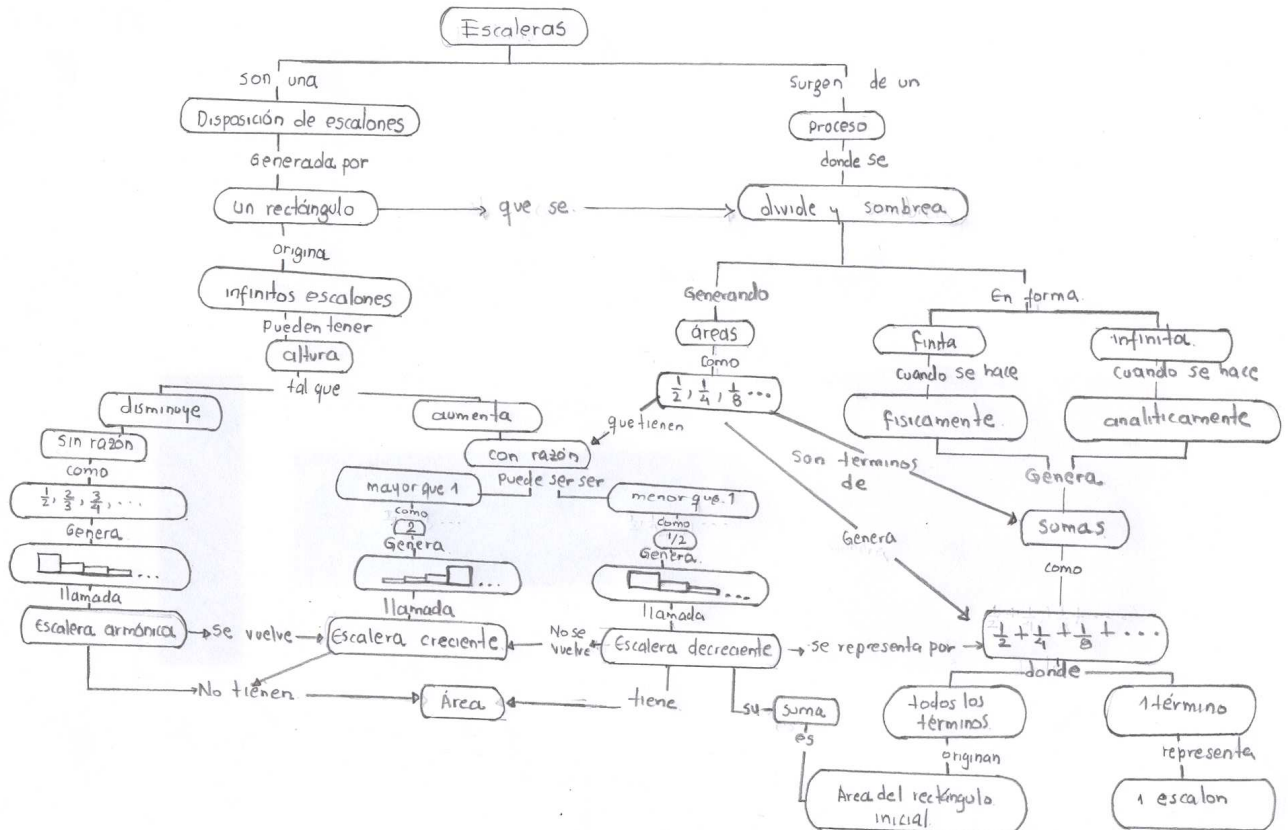 Escaleras
son una
Surgen de un
Disposición de escalones
proceso
Generada por
donde se
un rectángulo
que se
divide y sombrea
origina
infinitos escalones
Generando
En forma
pueden tener
áreas
finita
infinita
altura
como
cuando se hace
cuando se hace
tal que
1/2, 1/4, 1/8 ...
físicamente
analíticamente
disminuye
aumenta
que tienen
sin razón
con razón
Son términos
de
Genera
como
mayor que 1
Puede ser ser
menor que 1
1/2, 2/3, 3/4, ...
como
2
como
1/2
Genera
sumas
Genera
Genera
Genera
como
...
...
...
llamada
llamada
llamada
Escalera armónica
Se vuelve
Escalera creciente
No se
vuelve
Escalera decreciente
se representa por
1/2 + 1/4 + 1/8 + ...
donde
No tienen
Área
tiene
su
suma
es
todos los
términos
1 término
originan
representa
Area del rectángulo
inicial
1 escalon